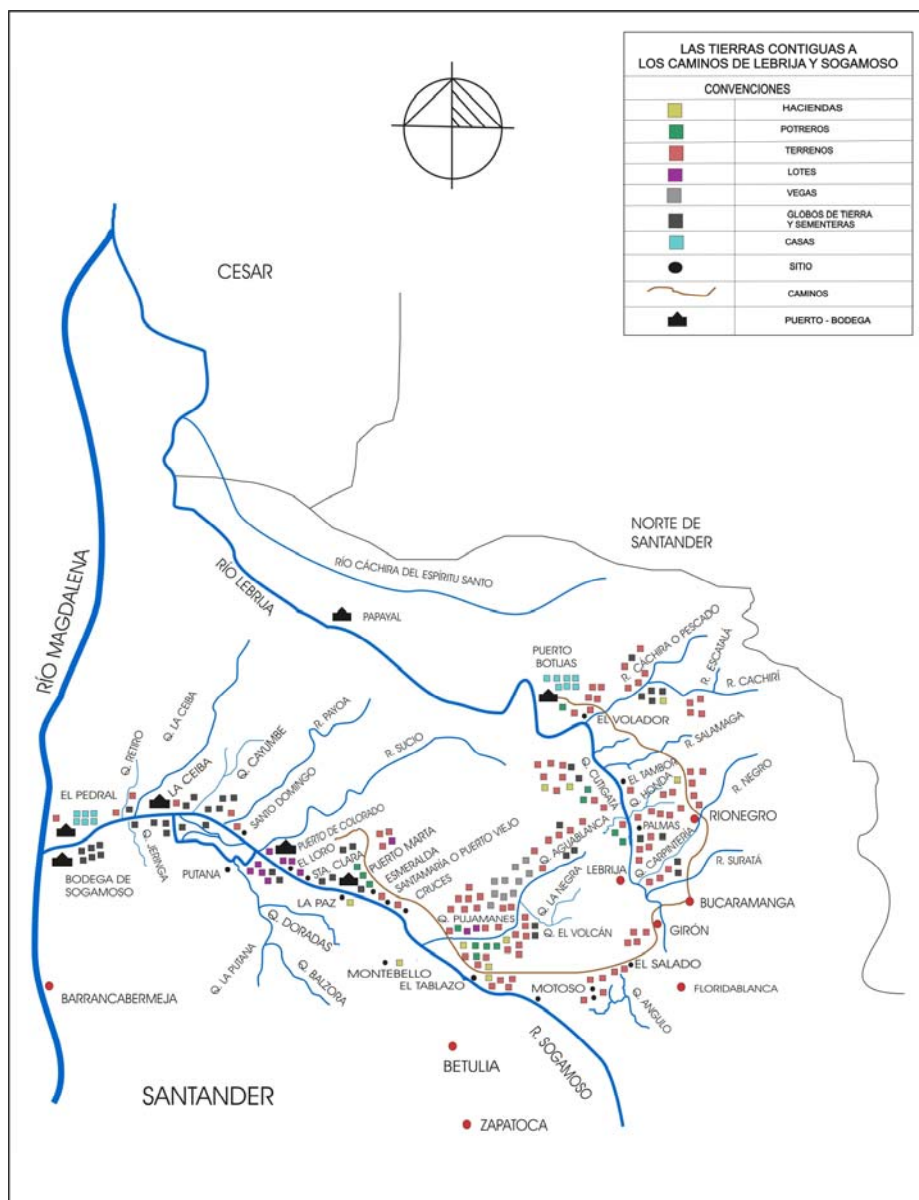 LAS TIERRAS CONTIGUAS A
LOS CAMINOS DE LEBRIJA Y SOGAMOSO
CONVENCIONES
HACIENDAS
POTREROS
TERRENOS
LOTES
VEGAS
GLOBOS DE TIERRA
Y SEMENTERAS
CASAS
SITIO
CAMINOS
PUERTO - BODEGA
CESAR
NORTE DE
SANTANDER
RÍO MAGDALENA
RÍO LEBRIJA
RÍO CÁCHIRA DEL ESPÍRITU SANTO
PAPAYAL
PUERTO
BOTIJAS
R. CÁCHIRA O PESCADO
R. ESCATALÁ
R. CACHIRÍ
EL VOLADOR
R. SALAMAGA
Q. CUTIGATA
EL TAMBOR
Q. HONDA
R. NEGRO
RIONEGRO
PALMAS
Q. CARPINTERÍA
R. SURATÁ
LEBRIJA
BUCARAMANGA
GIRÓN
EL SALADO
FLORIDABLANCA
Q. ANGULO
MOTOSO
Q. AGUABLANCA
Q. LA NEGRA
Q. EL VOLCÁN
Q. PUJAMANES
EL TABLAZO
MONTEBELLO
R. SOGAMOSO
Q. RETIRO
Q. LA CEIBA
LA CEIBA
Q. CAYUMBE
R. PAYOA
R. SUCIO
SANTO DOMINGO
EL PEDRAL
BODEGA DE
SOGAMOSO
Q. JERINGA
PUTANA
PUERTO DE COLORADO
EL LORO
STA. CLARA
PUERTO MARTA
ESMERALDA
SANTAMARÍA O PUERTO VIEJO
CRUCES
LA PAZ
Q. DORADAS
Q. LA PUTANA
Q. BALZORA
BARRANCABERMEJA
BETULIA
SANTANDER
ZAPATOCA